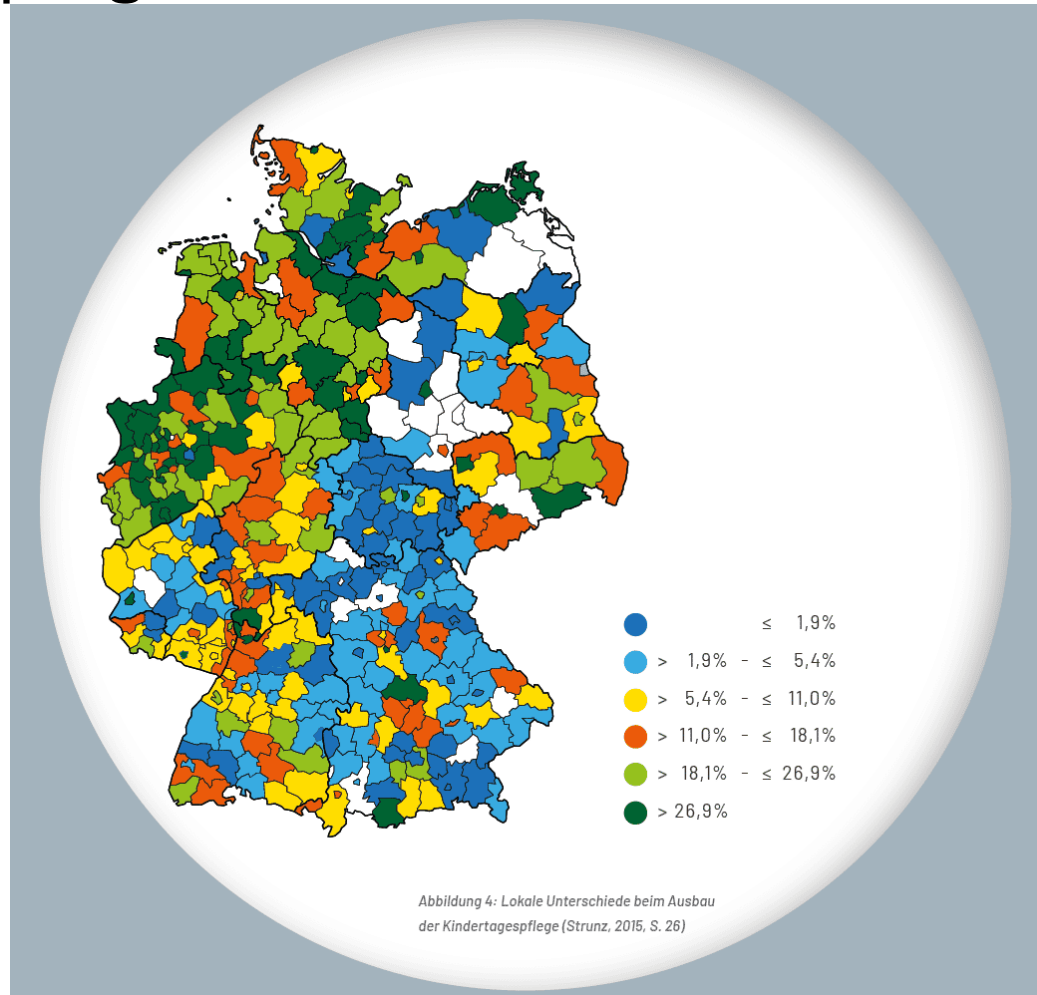 ≤ 1,9%
> 1,9% - ≤ 5,4%
> 5,4% - ≤ 11,0%
> 11,0% - ≤ 18,1%
> 18,1% - ≤ 26,9%
> 26,9%
Abbildung 4: Lokale Unterschiede beim Ausbau
der Kindertagespflege (Strunz, 2015, S. 26)